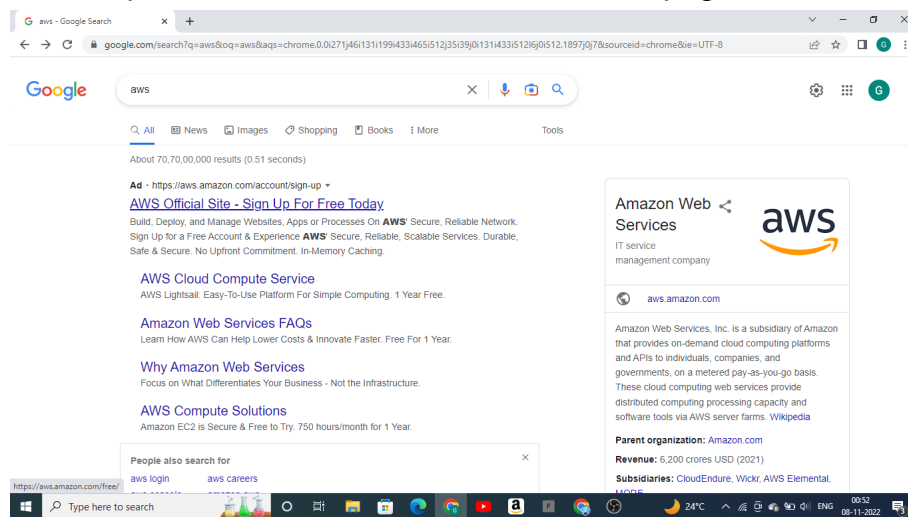 aws - Google Search
google.com/search?q=aws&oq=aws&aqs=chrome.0.0i271j46i131i199i433i465i512j35i39j0i131i433i512l6j0i512.1897j0j7&sourceid=chrome&ie=UTF-8
G
Google
aws
G
All News Images Shopping Books More Tools
About 70,70,00,000 results (0.51 seconds)
Ad · https://aws.amazon.com/account/sign-up
AWS Official Site - Sign Up For Free Today
Build, Deploy, and Manage Websites, Apps or Processes On AWS' Secure, Reliable Network.
Sign Up for a Free Account & Experience AWS' Secure, Reliable, Scalable Services. Durable,
Safe & Secure. No Upfront Commitment. In-Memory Caching.
AWS Cloud Compute Service
AWS Lightsail: Easy-To-Use Platform For Simple Computing. 1 Year Free.
Amazon Web Services FAQs
Learn How AWS Can Help Lower Costs & Innovate Faster. Free For 1 Year.
Why Amazon Web Services
Focus on What Differentiates Your Business - Not the Infrastructure.
AWS Compute Solutions
Amazon EC2 is Secure & Free to Try. 750 hours/month for 1 Year.
People also search for
aws login aws careers
Amazon Web
Services
aws
IT service
management company
aws.amazon.com
Amazon Web Services, Inc. is a subsidiary of Amazon
that provides on-demand cloud computing platforms
and APIs to individuals, companies, and
governments, on a metered pay-as-you-go basis.
These cloud computing web services provide
distributed computing processing capacity and
software tools via AWS server farms. Wikipedia
Parent organization: Amazon.com
Revenue: 6,200 crores USD (2021)
Subsidiaries: CloudEndure, Wickr, AWS Elemental,
MORE
https://aws.amazon.com/free/
Type here to search
24°C
ENG
00:52
08-11-2022